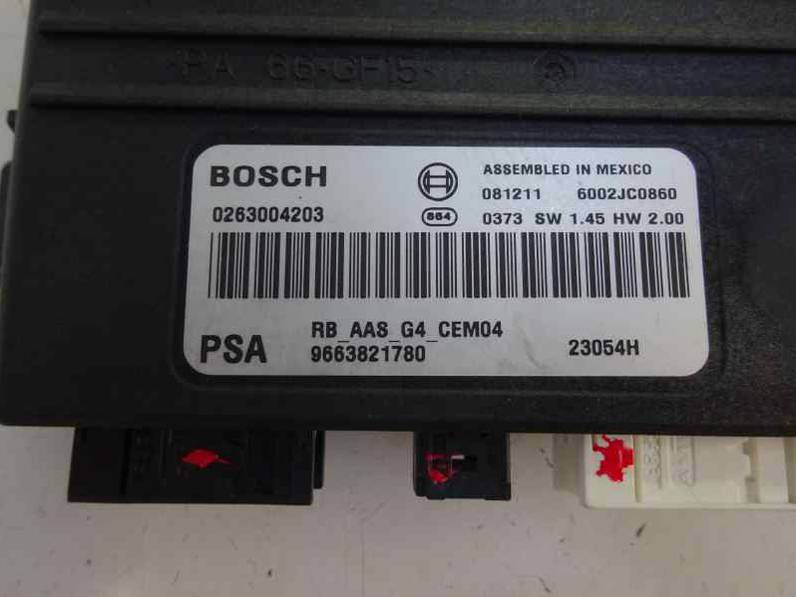 PA 66-GF15
BOSCH
ASSEMBLED IN MEXICO
081211 6002JC0860
0263004203
864 0373 SW 1.45 HW 2.00
RB_AAS_G4_CEM04
PSA 9663821780 23054H